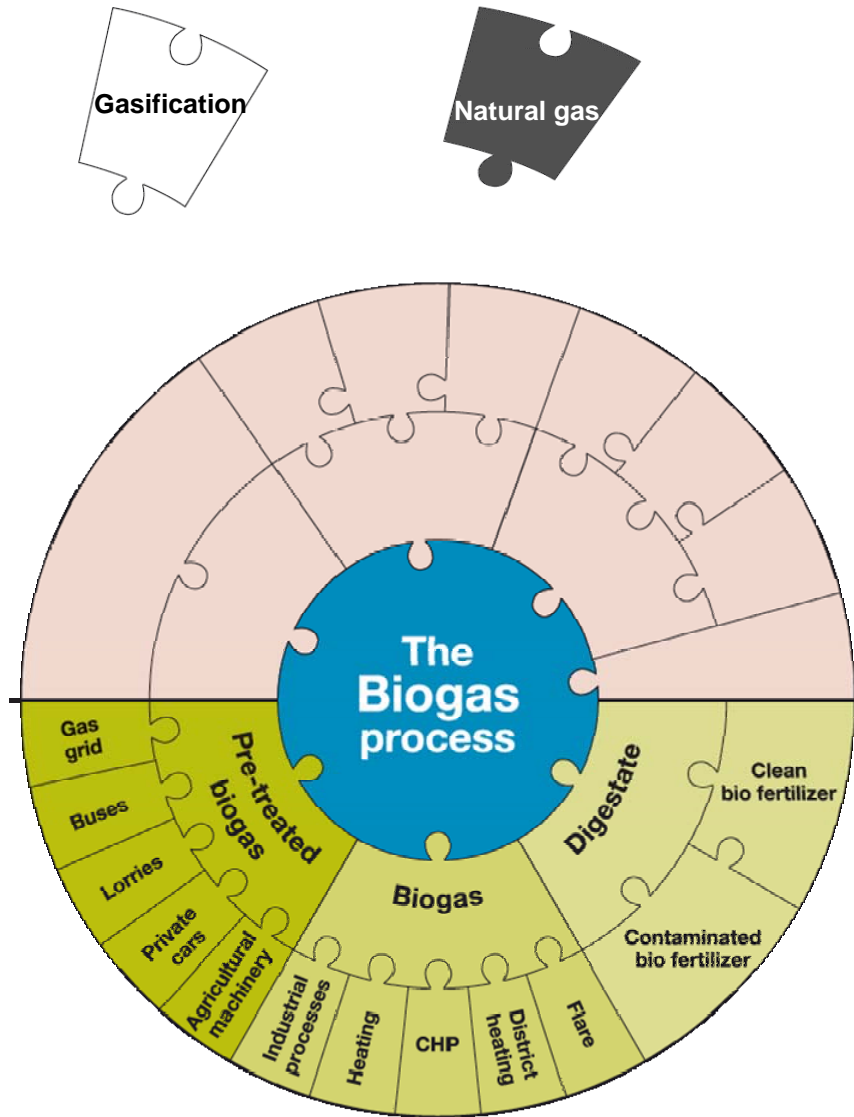 Gasification
Natural gas
The
Biogas
process
Gas
grid
Buses
Lorries
Private
cars
Agricultural
machinery
Pre-treated
biogas
Biogas
Industrial
processes
Heating
CHP
District
heating
Flare
Digestate
Clean
bio fertilizer
Contaminated
bio fertilizer